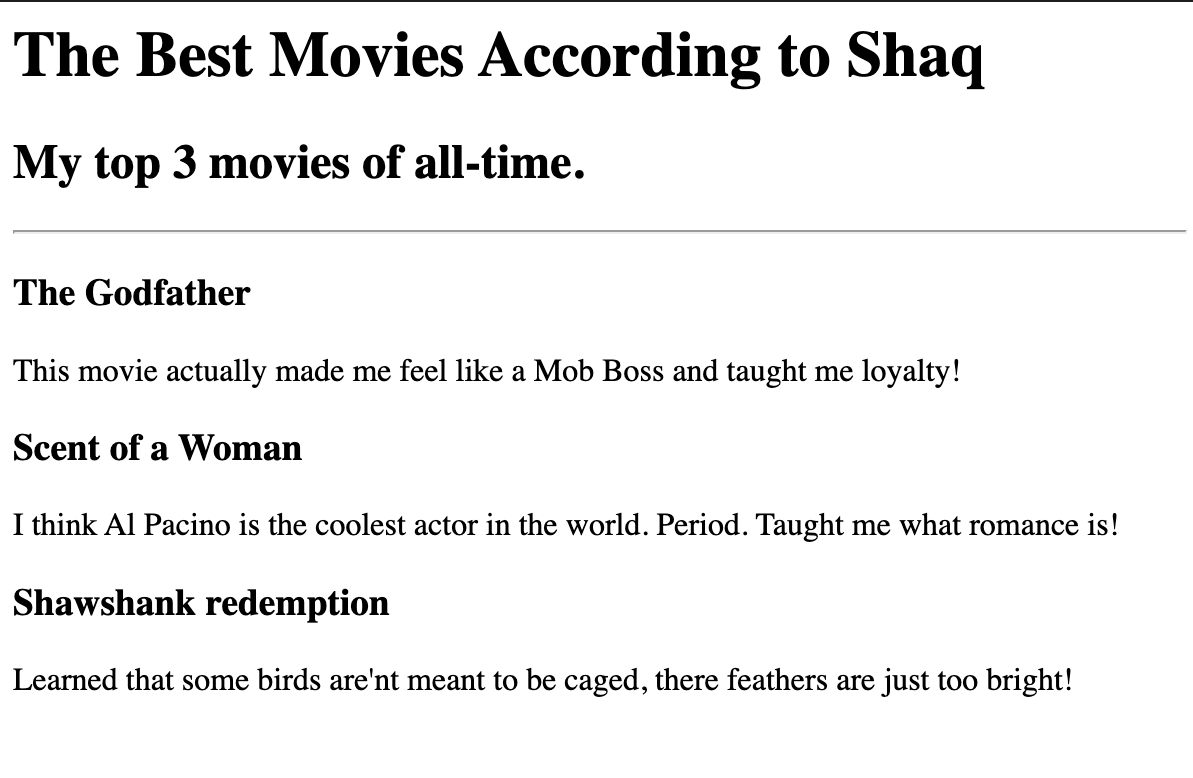 The Best Movies According to Shaq
My top 3 movies of all-time.
The Godfather
This movie actually made me feel like a Mob Boss and taught me loyalty!
Scent of a Woman
I think Al Pacino is the coolest actor in the world. Period. Taught me what romance is!
Shawshank redemption
Learned that some birds are'nt meant to be caged, there feathers are just too bright!